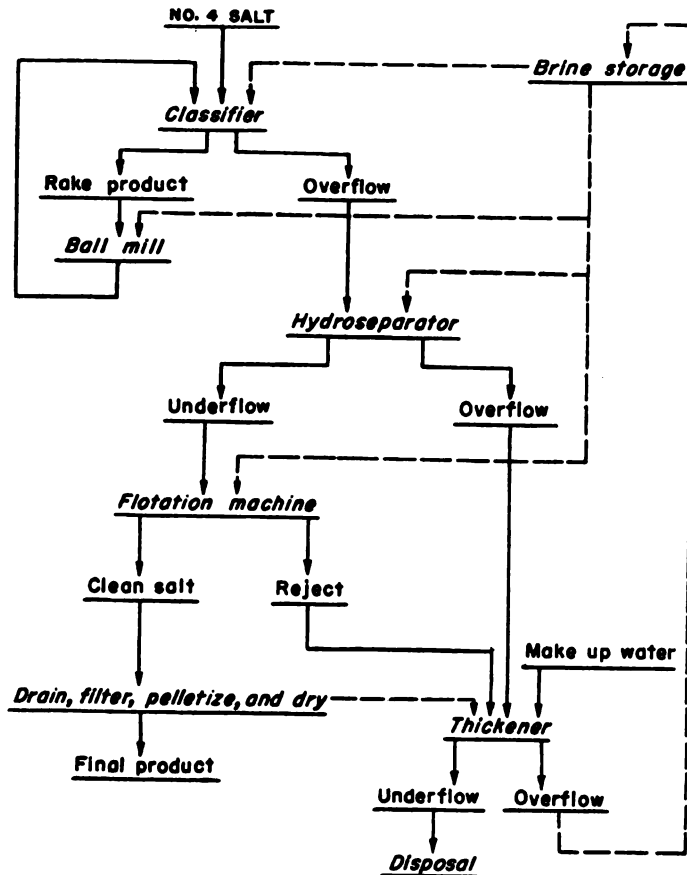 NO. 4 SALT
Brine storage
Classifier
Rake product
Overflow
Ball mill
Hydroseparator
Underflow
Overflow
Flotation machine
Clean salt
Reject
Make up water
Drain, filter, pelletize, and dry
Thickener
Final product
Underflow
Overflow
Disposal